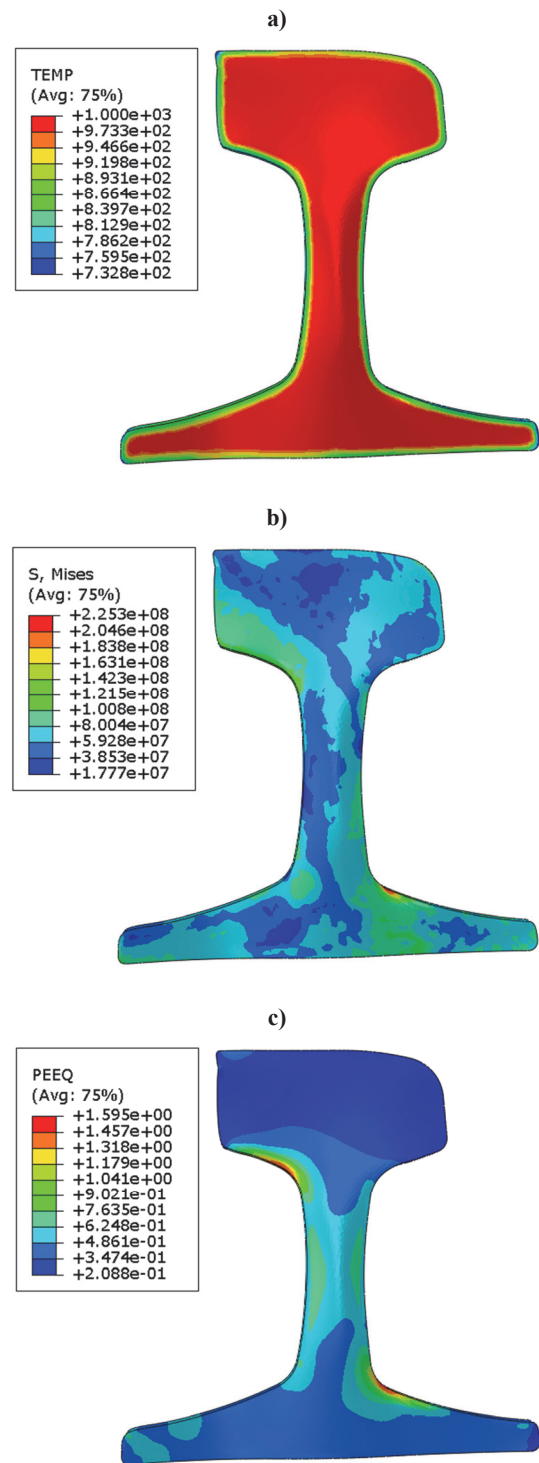 a)
TEMP
(Avg: 75%)
+1.000e+03
+9.733e+02
+9.466e+02
+9.198e+02
+8.931e+02
+8.664e+02
+8.397e+02
+8.129e+02
+7.862e+02
+7.595e+02
+7.328e+02
b)
S, Mises
(Avg: 75%)
+2.253e+08
+2.046e+08
+1.838e+08
+1.631e+08
+1.423e+08
+1.215e+08
+1.008e+08
+8.004e+07
+5.928e+07
+3.853e+07
+1.777e+07
c)
PEEQ
(Avg: 75%)
+1.595e+00
+1.457e+00
+1.318e+00
+1.179e+00
+1.041e+00
+9.021e-01
+7.635e-01
+6.248e-01
+4.861e-01
+3.474e-01
+2.088e-01